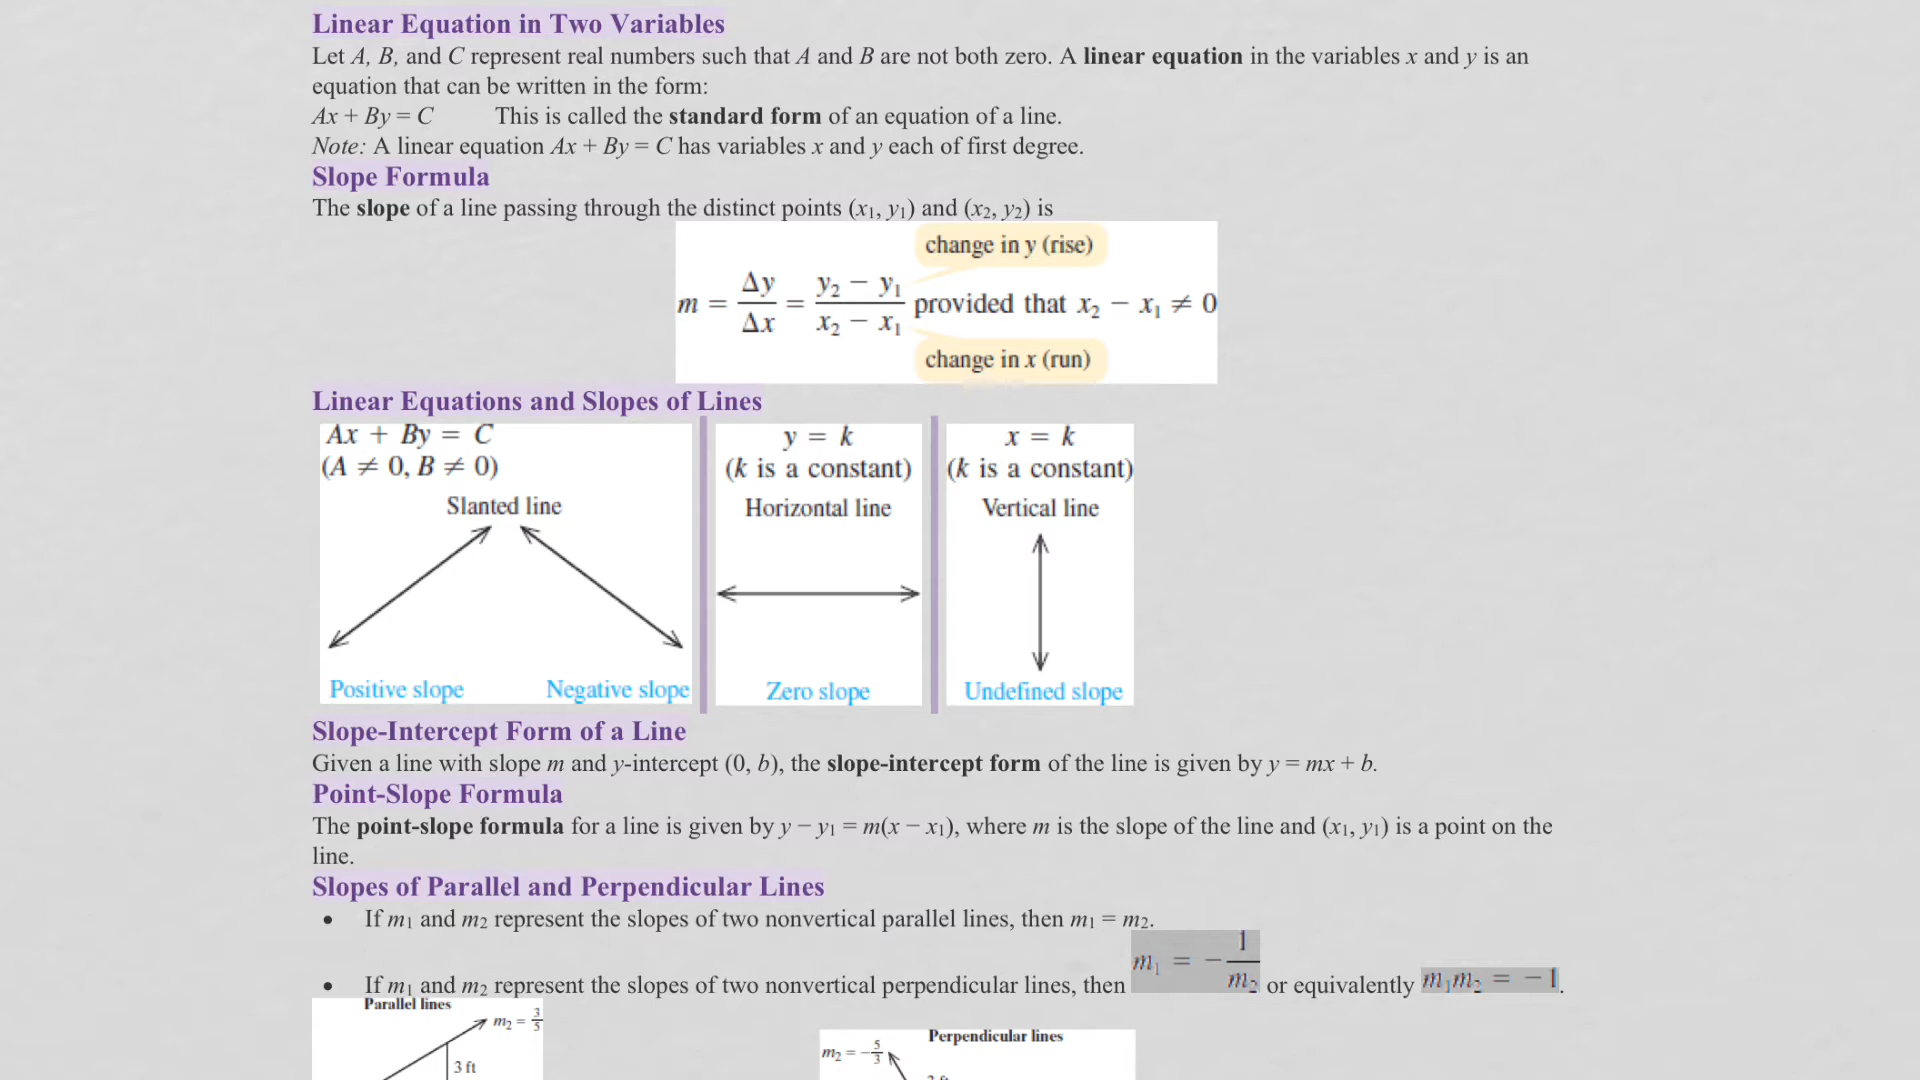 Linear Equation in Two Variables
Let A, B, and C represent real numbers such that A and B are not both zero. A linear equation in the variables x and y is an
equation that can be written in the form:
Ax + By = C This is called the standard form of an equation of a line.
Note: A linear equation Ax + By = C has variables x and y each of first degree.
Slope Formula
The slope of a line passing through the distinct points (x₁, y₁) and (x₂, y₂) is
change in y (rise)
m = Δy/Δx = (y₂ − y₁)/(x₂ − x₁) provided that x₂ − x₁ ≠ 0
change in x (run)
Linear Equations and Slopes of Lines
Ax + By = C
(A ≠ 0, B ≠ 0)
Slanted line
Positive slope
Negative slope
y = k
(k is a constant)
Horizontal line
Zero slope
x = k
(k is a constant)
Vertical line
Undefined slope
Slope-Intercept Form of a Line
Given a line with slope m and y-intercept (0, b), the slope-intercept form of the line is given by y = mx + b.
Point-Slope Formula
The point-slope formula for a line is given by y − y₁ = m(x − x₁), where m is the slope of the line and (x₁, y₁) is a point on the
line.
Slopes of Parallel and Perpendicular Lines
• If m₁ and m₂ represent the slopes of two nonvertical parallel lines, then m₁ = m₂.
• If m₁ and m₂ represent the slopes of two nonvertical perpendicular lines, then m₁ = −1/m₂ or equivalently m₁m₂ = −1.
Parallel lines
m₂ = 3/5
3 ft
Perpendicular lines
m₂ = −5/3